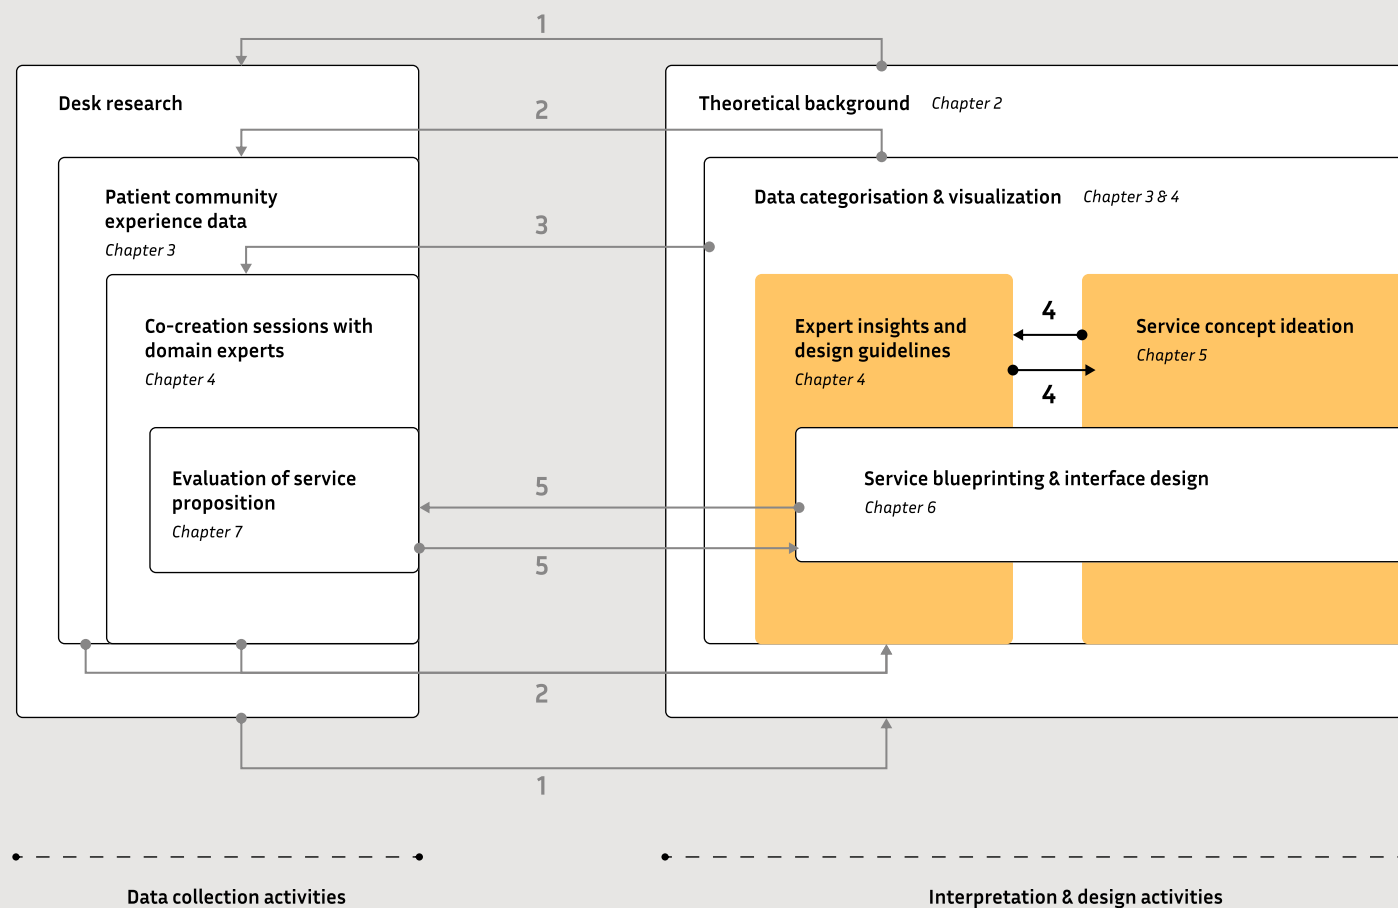 1
Desk research
Theoretical background Chapter 2
2
Patient community
experience data
Chapter 3
Data categorisation & visualization Chapter 3 & 4
3
Co-creation sessions with
domain experts
Chapter 4
Expert insights and
design guidelines
Chapter 4
4
4
Service concept ideation
Chapter 5
Evaluation of service
proposition
Chapter 7
5
5
Service blueprinting & interface design
Chapter 6
2
1
Data collection activities
Interpretation & design activities